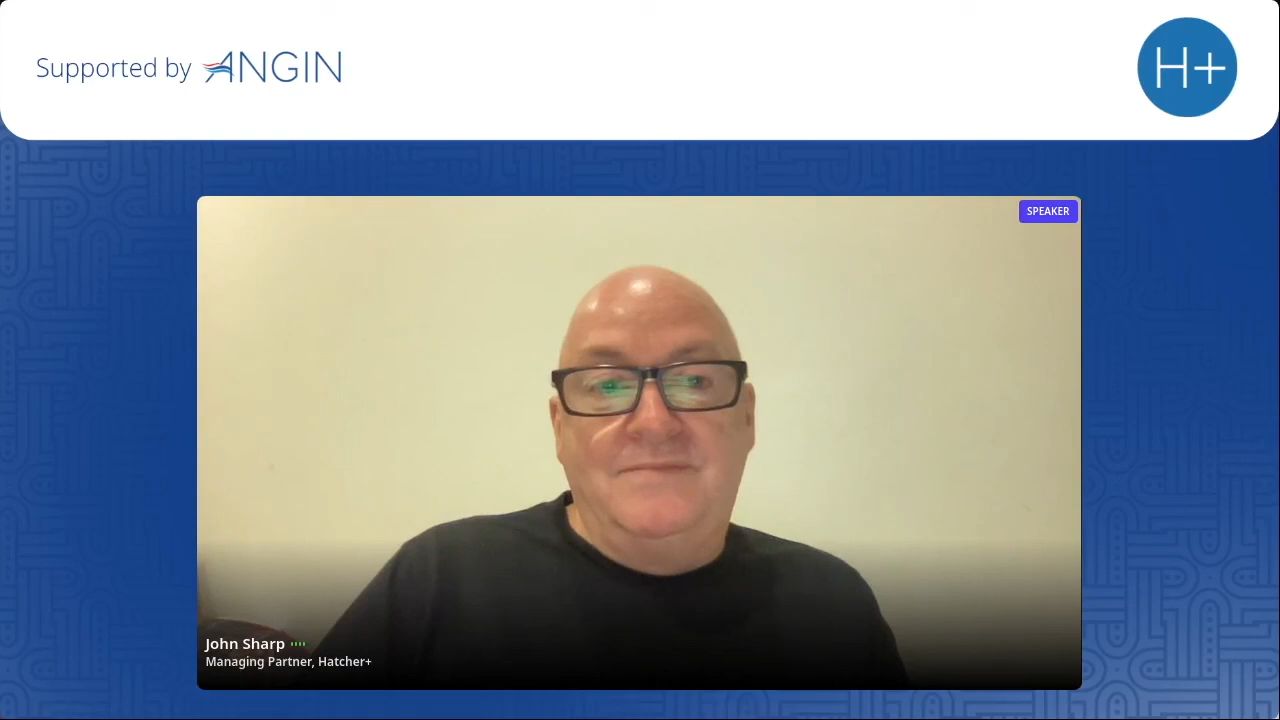 Supported by ANGIN
H+
SPEAKER
John Sharp
Managing Partner, Hatcher+